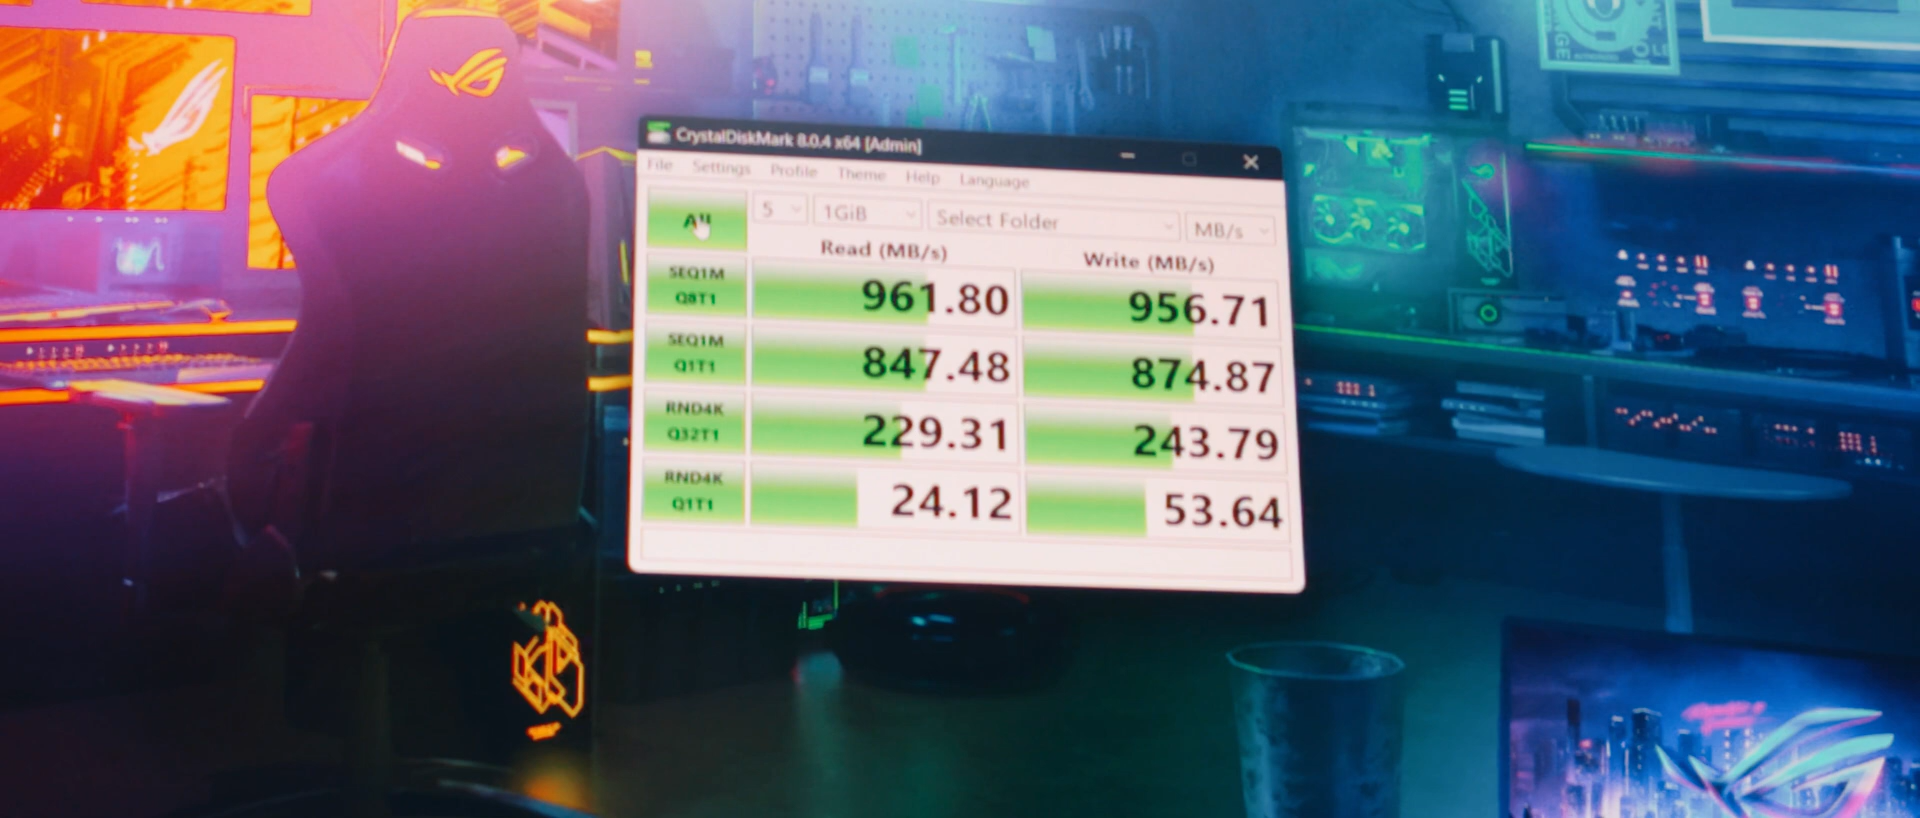 CrystalDiskMark 8.0.4 x64 [Admin]
File Settings Profile Theme Help Language
All 5 1GiB Select Folder MB/s
Read (MB/s) Write (MB/s)
SEQ1M
Q8T1
961.80 956.71
SEQ1M
Q1T1
847.48 874.87
RND4K
Q32T1
229.31 243.79
RND4K
Q1T1
24.12 53.64